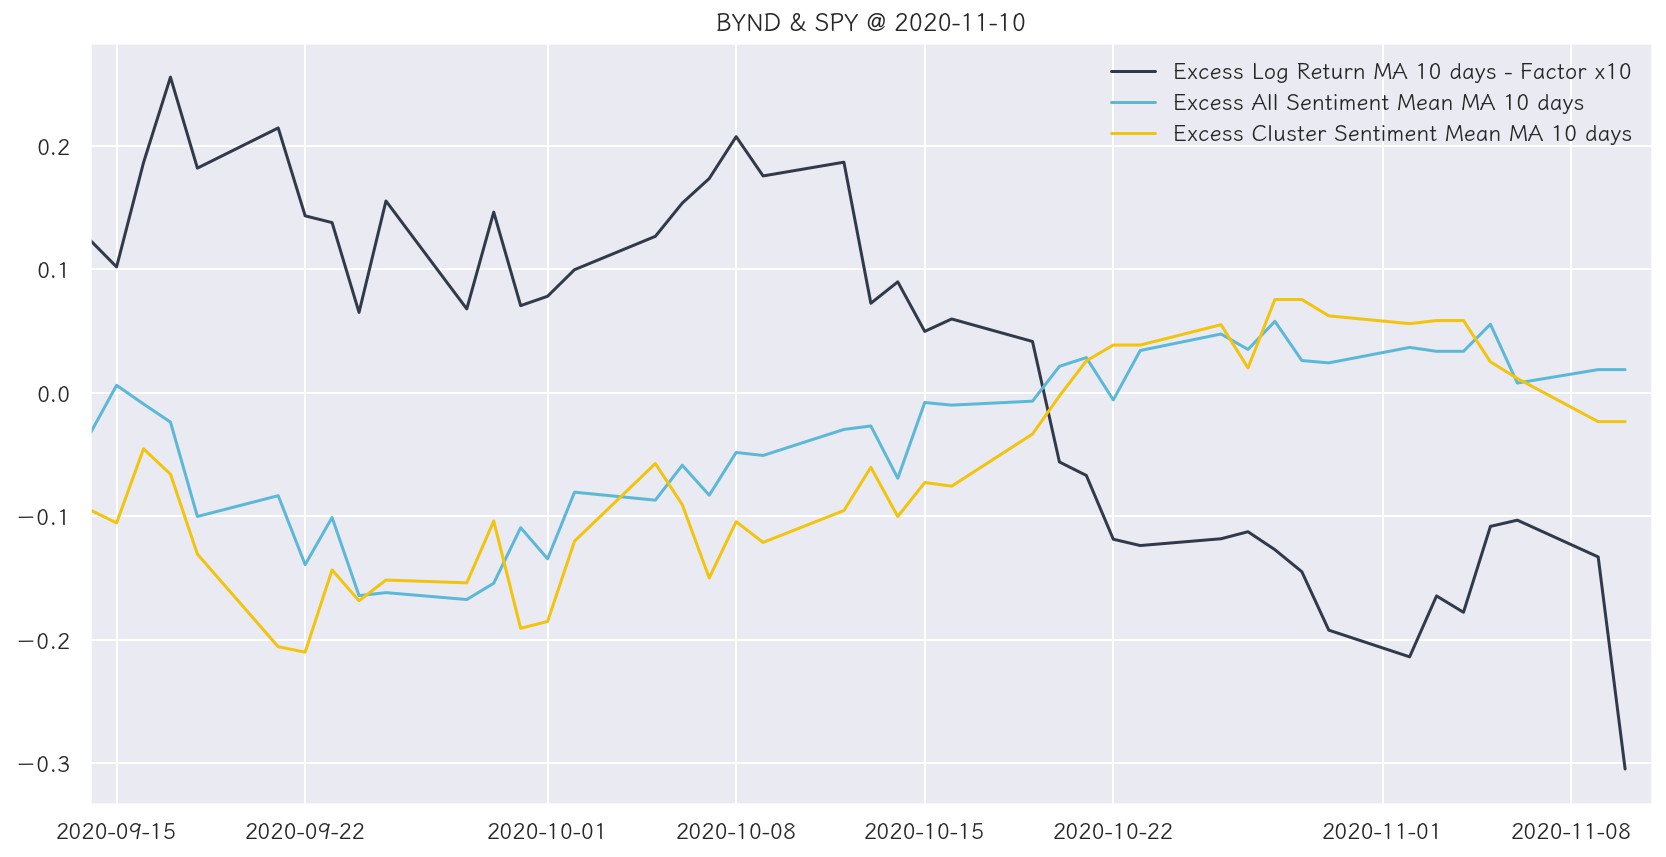 BYND & SPY @ 2020-11-10
Excess Log Return MA 10 days - Factor x10
Excess All Sentiment Mean MA 10 days
Excess Cluster Sentiment Mean MA 10 days
0.2
0.1
0.0
−0.1
−0.2
−0.3
2020-09-15 2020-09-22 2020-10-01 2020-10-08 2020-10-15 2020-10-22 2020-11-01 2020-11-08